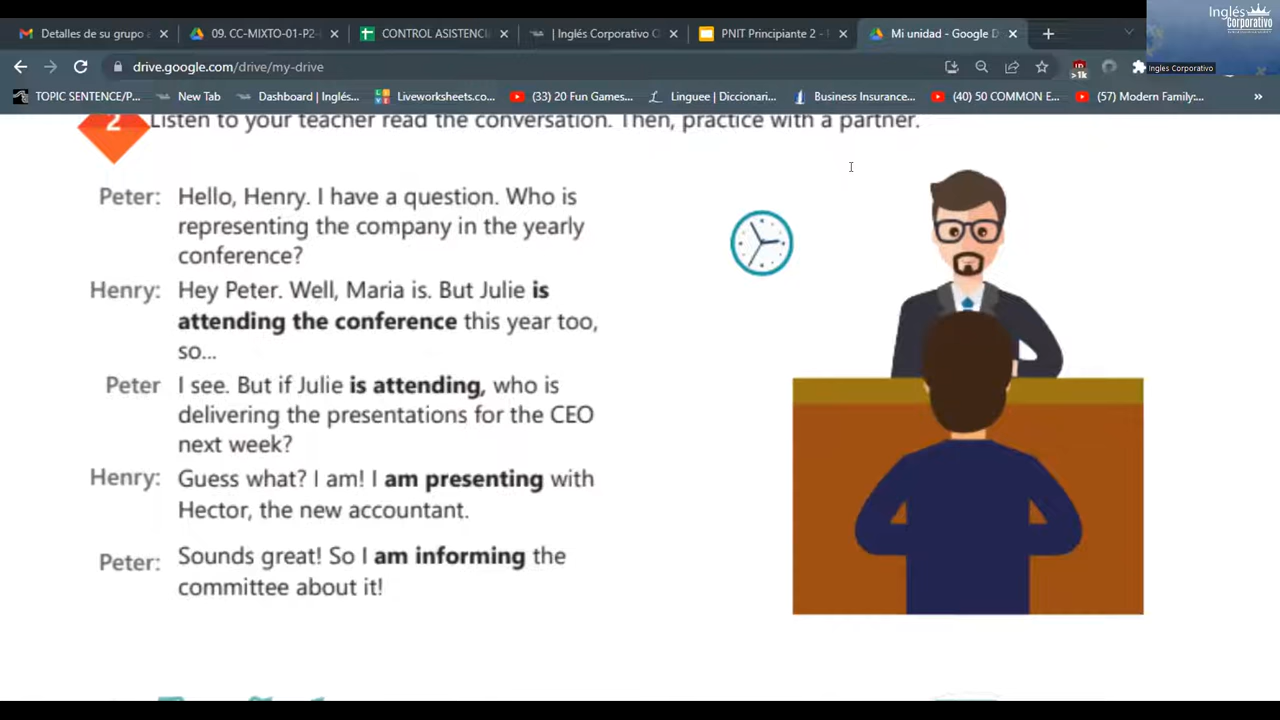 Inglés
Corporativo
Detalles de su grupo
09. CC-MIXTO-01-P2-
CONTROL ASISTENCI
| Inglés Corporativo C
PNIT Principiante 2 -
Mi unidad - Google D
Inglés Corporativo
drive.google.com/drive/my-drive
>1k
TOPIC SENTENCE/P...
New Tab
Dashboard | Inglés...
Liveworksheets.co...
(33) 20 Fun Games...
Linguee | Diccionari...
Business Insurance...
(40) 50 COMMON E...
(57) Modern Family:...
»
2 Listen to your teacher read the conversation. Then, practice with a partner.
Peter: Hello, Henry. I have a question. Who is
representing the company in the yearly
conference?
Henry: Hey Peter. Well, Maria is. But Julie is
attending the conference this year too,
so...
Peter I see. But if Julie is attending, who is
delivering the presentations for the CEO
next week?
Henry: Guess what? I am! I am presenting with
Hector, the new accountant.
Peter: Sounds great! So I am informing the
committee about it!